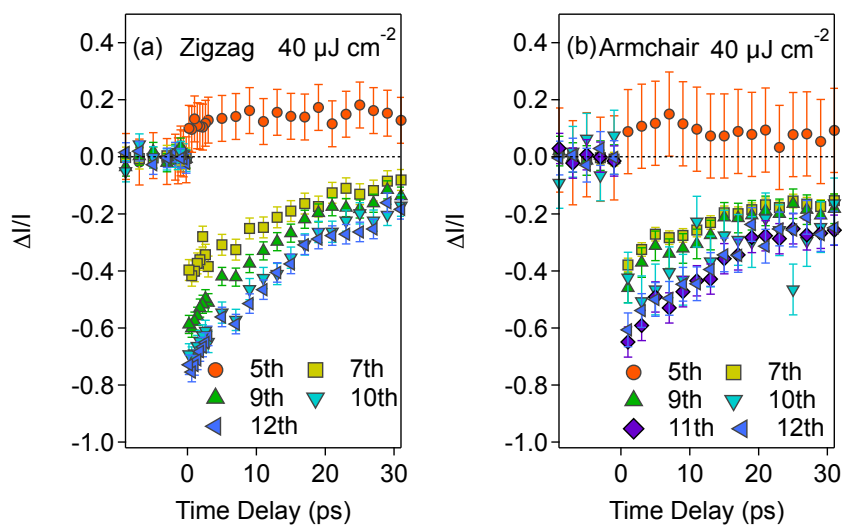 (a) Zigzag 40 μJ cm-2
0.4
0.2
0.0
-0.2
-0.4
-0.6
-0.8
-1.0
ΔI/I
5th 7th
9th 10th
12th
0 10 20 30
Time Delay (ps)
(b) Armchair 40 μJ cm-2
0.4
0.2
0.0
-0.2
-0.4
-0.6
-0.8
-1.0
ΔI/I
5th 7th
9th 10th
11th 12th
0 10 20 30
Time Delay (ps)